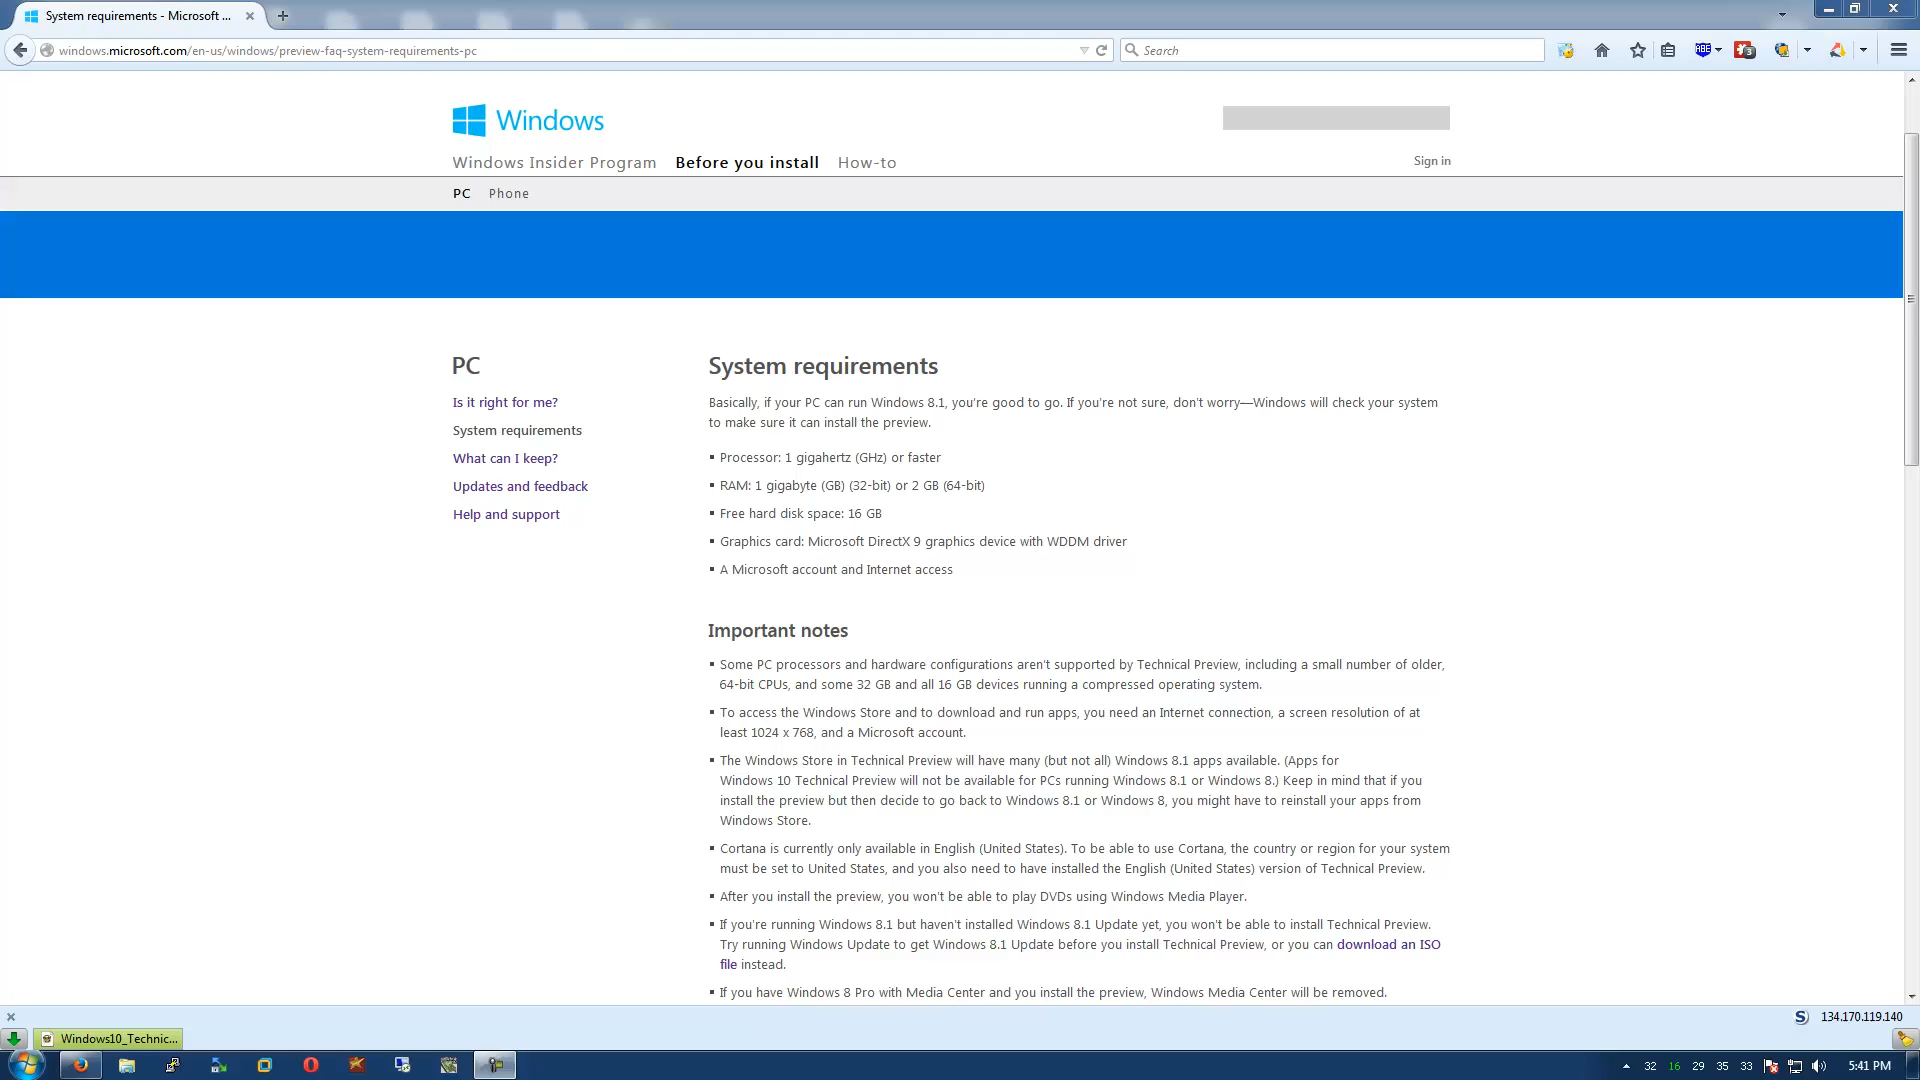 System requirements - Microsoft ...
windows.microsoft.com/en-us/windows/preview-faq-system-requirements-pc
Search
ABE
3
Windows
Windows Insider Program Before you install How-to
Sign in
PC Phone
PC
Is it right for me?
System requirements
What can I keep?
Updates and feedback
Help and support
System requirements
Basically, if your PC can run Windows 8.1, you're good to go. If you're not sure, don't worry—Windows will check your system
to make sure it can install the preview.
▪ Processor: 1 gigahertz (GHz) or faster
▪ RAM: 1 gigabyte (GB) (32-bit) or 2 GB (64-bit)
▪ Free hard disk space: 16 GB
▪ Graphics card: Microsoft DirectX 9 graphics device with WDDM driver
▪ A Microsoft account and Internet access
Important notes
▪ Some PC processors and hardware configurations aren't supported by Technical Preview, including a small number of older,
64-bit CPUs, and some 32 GB and all 16 GB devices running a compressed operating system.
▪ To access the Windows Store and to download and run apps, you need an Internet connection, a screen resolution of at
least 1024 x 768, and a Microsoft account.
▪ The Windows Store in Technical Preview will have many (but not all) Windows 8.1 apps available. (Apps for
Windows 10 Technical Preview will not be available for PCs running Windows 8.1 or Windows 8.) Keep in mind that if you
install the preview but then decide to go back to Windows 8.1 or Windows 8, you might have to reinstall your apps from
Windows Store.
▪ Cortana is currently only available in English (United States). To be able to use Cortana, the country or region for your system
must be set to United States, and you also need to have installed the English (United States) version of Technical Preview.
▪ After you install the preview, you won't be able to play DVDs using Windows Media Player.
▪ If you're running Windows 8.1 but haven't installed Windows 8.1 Update yet, you won't be able to install Technical Preview.
Try running Windows Update to get Windows 8.1 Update before you install Technical Preview, or you can download an ISO
file instead.
▪ If you have Windows 8 Pro with Media Center and you install the preview, Windows Media Center will be removed.
S 134.170.119.140
Windows10_Technic...
32 16 29 35 33 5:41 PM